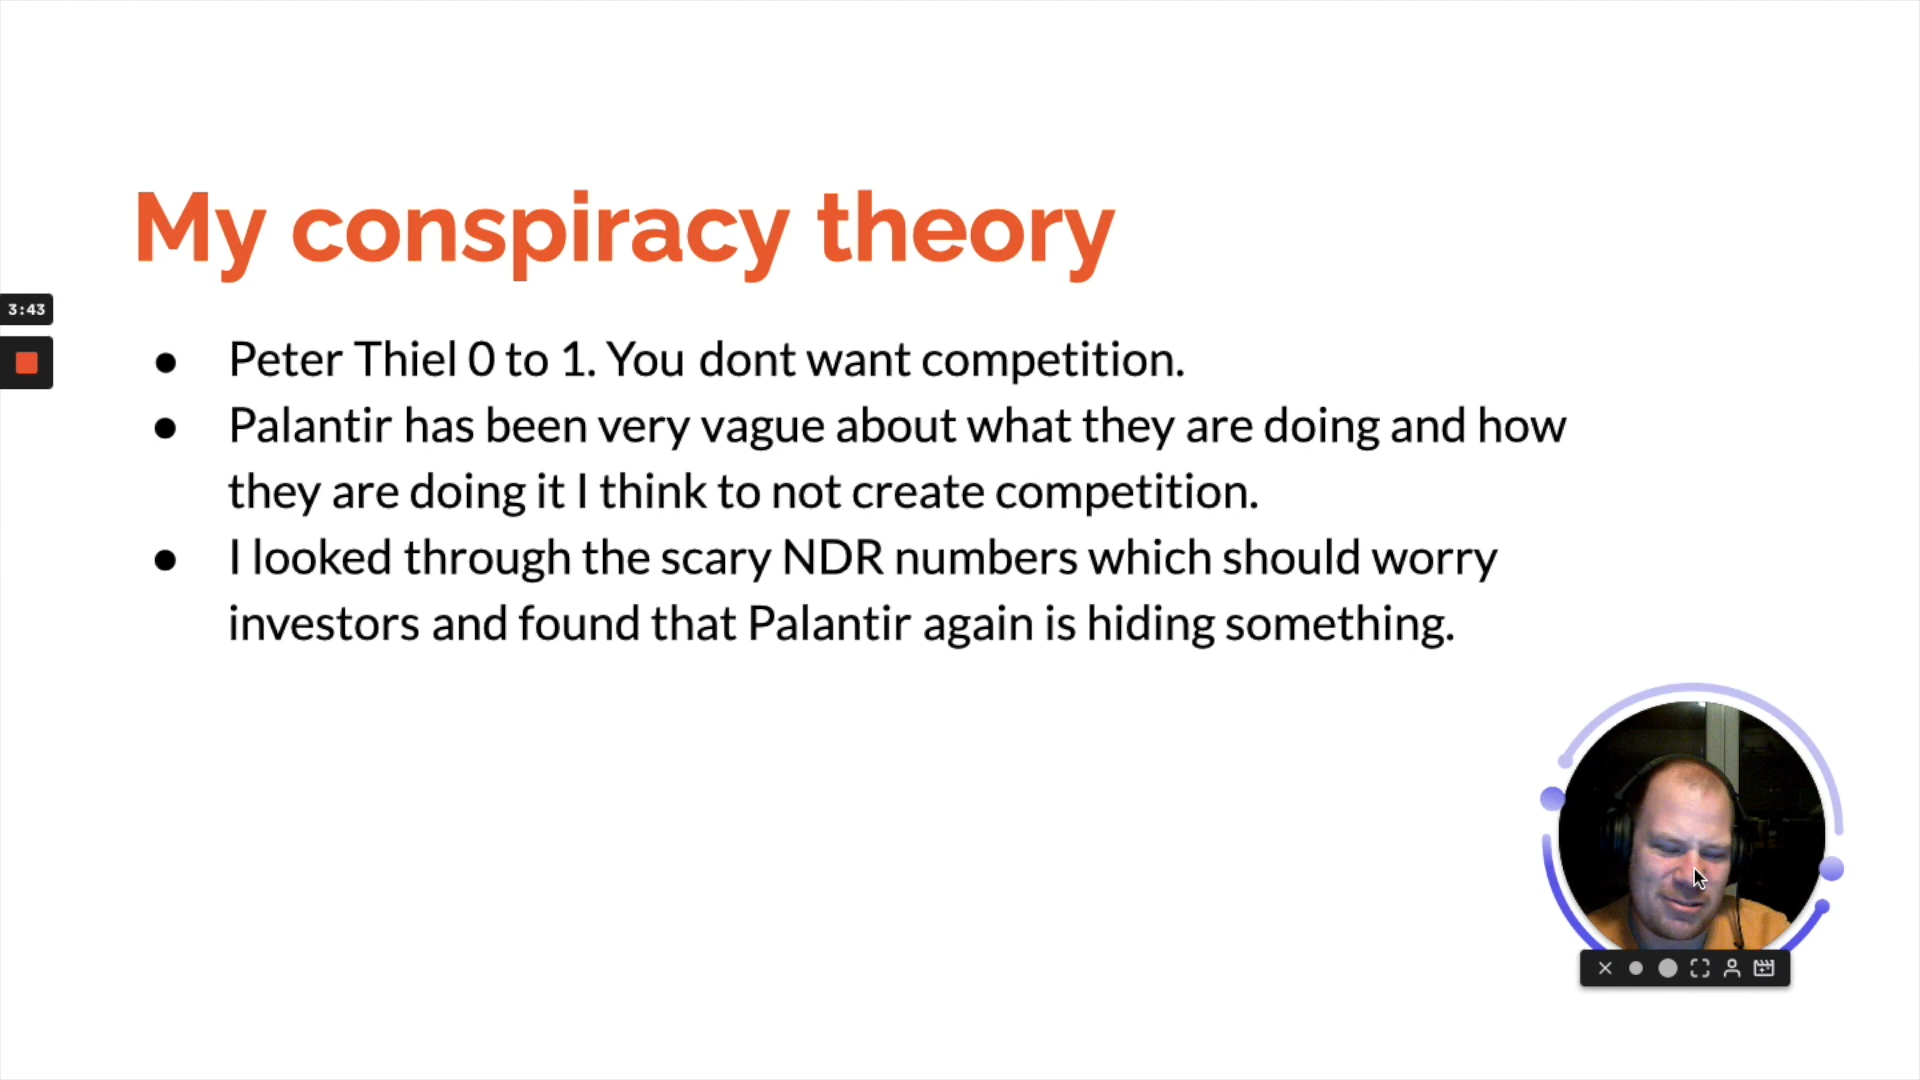 My conspiracy theory
3:43
● Peter Thiel 0 to 1. You dont want competition.
● Palantir has been very vague about what they are doing and how
they are doing it I think to not create competition.
● I looked through the scary NDR numbers which should worry
investors and found that Palantir again is hiding something.